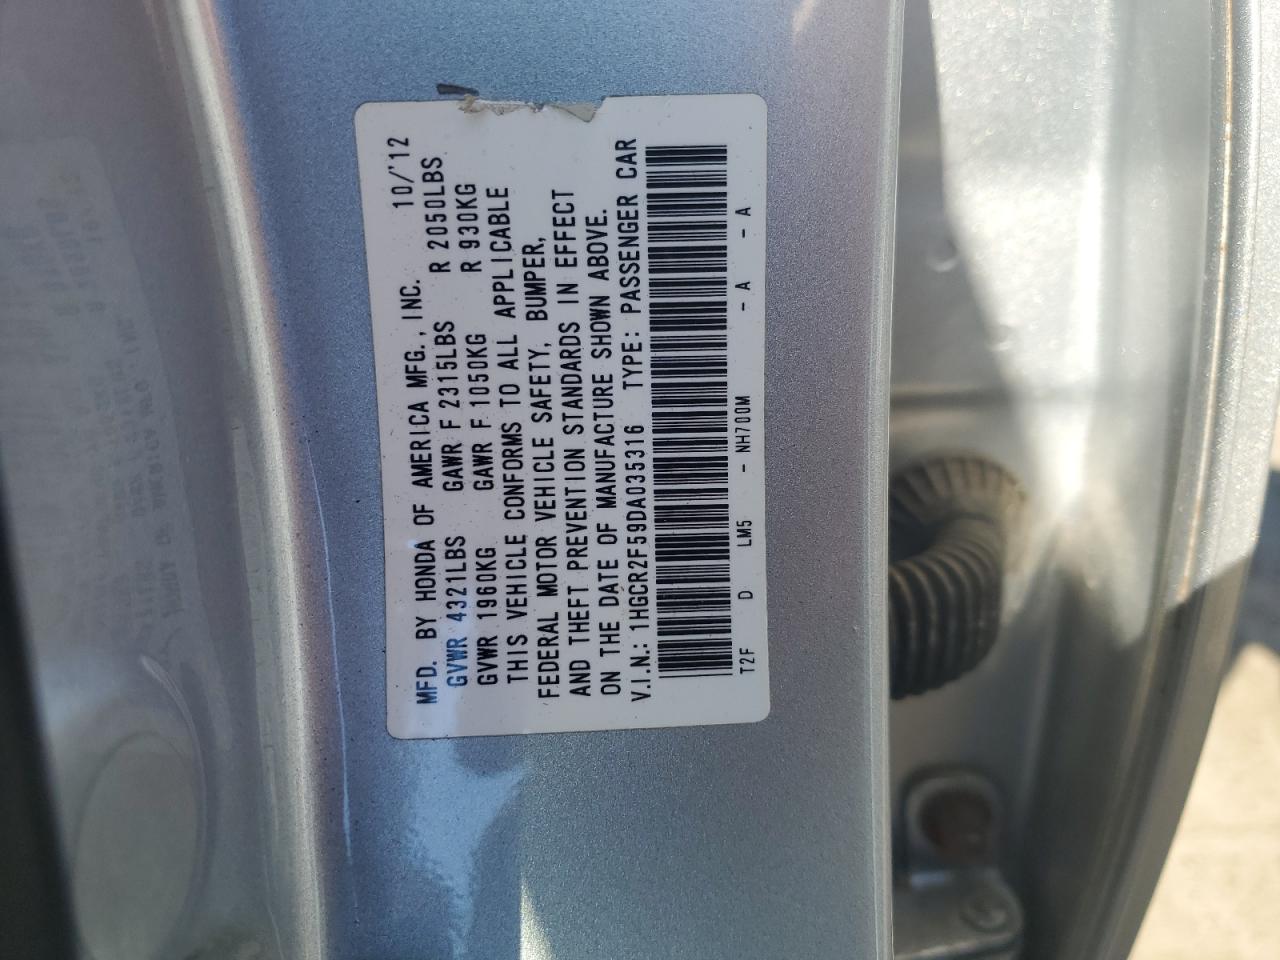 MFD. BY HONDA OF AMERICA MFG., INC. 10/'12
GVWR 4321LBS GAWR F 2315LBS R 2050LBS
GVWR 1960KG GAWR F 1050KG R 930KG
THIS VEHICLE CONFORMS TO ALL APPLICABLE
FEDERAL MOTOR VEHICLE SAFETY, BUMPER,
AND THEFT PREVENTION STANDARDS IN EFFECT
ON THE DATE OF MANUFACTURE SHOWN ABOVE.
V.I.N.: 1HGCR2F59DA035316 TYPE: PASSENGER CAR
T2F D LM5 - NH700M - A - A